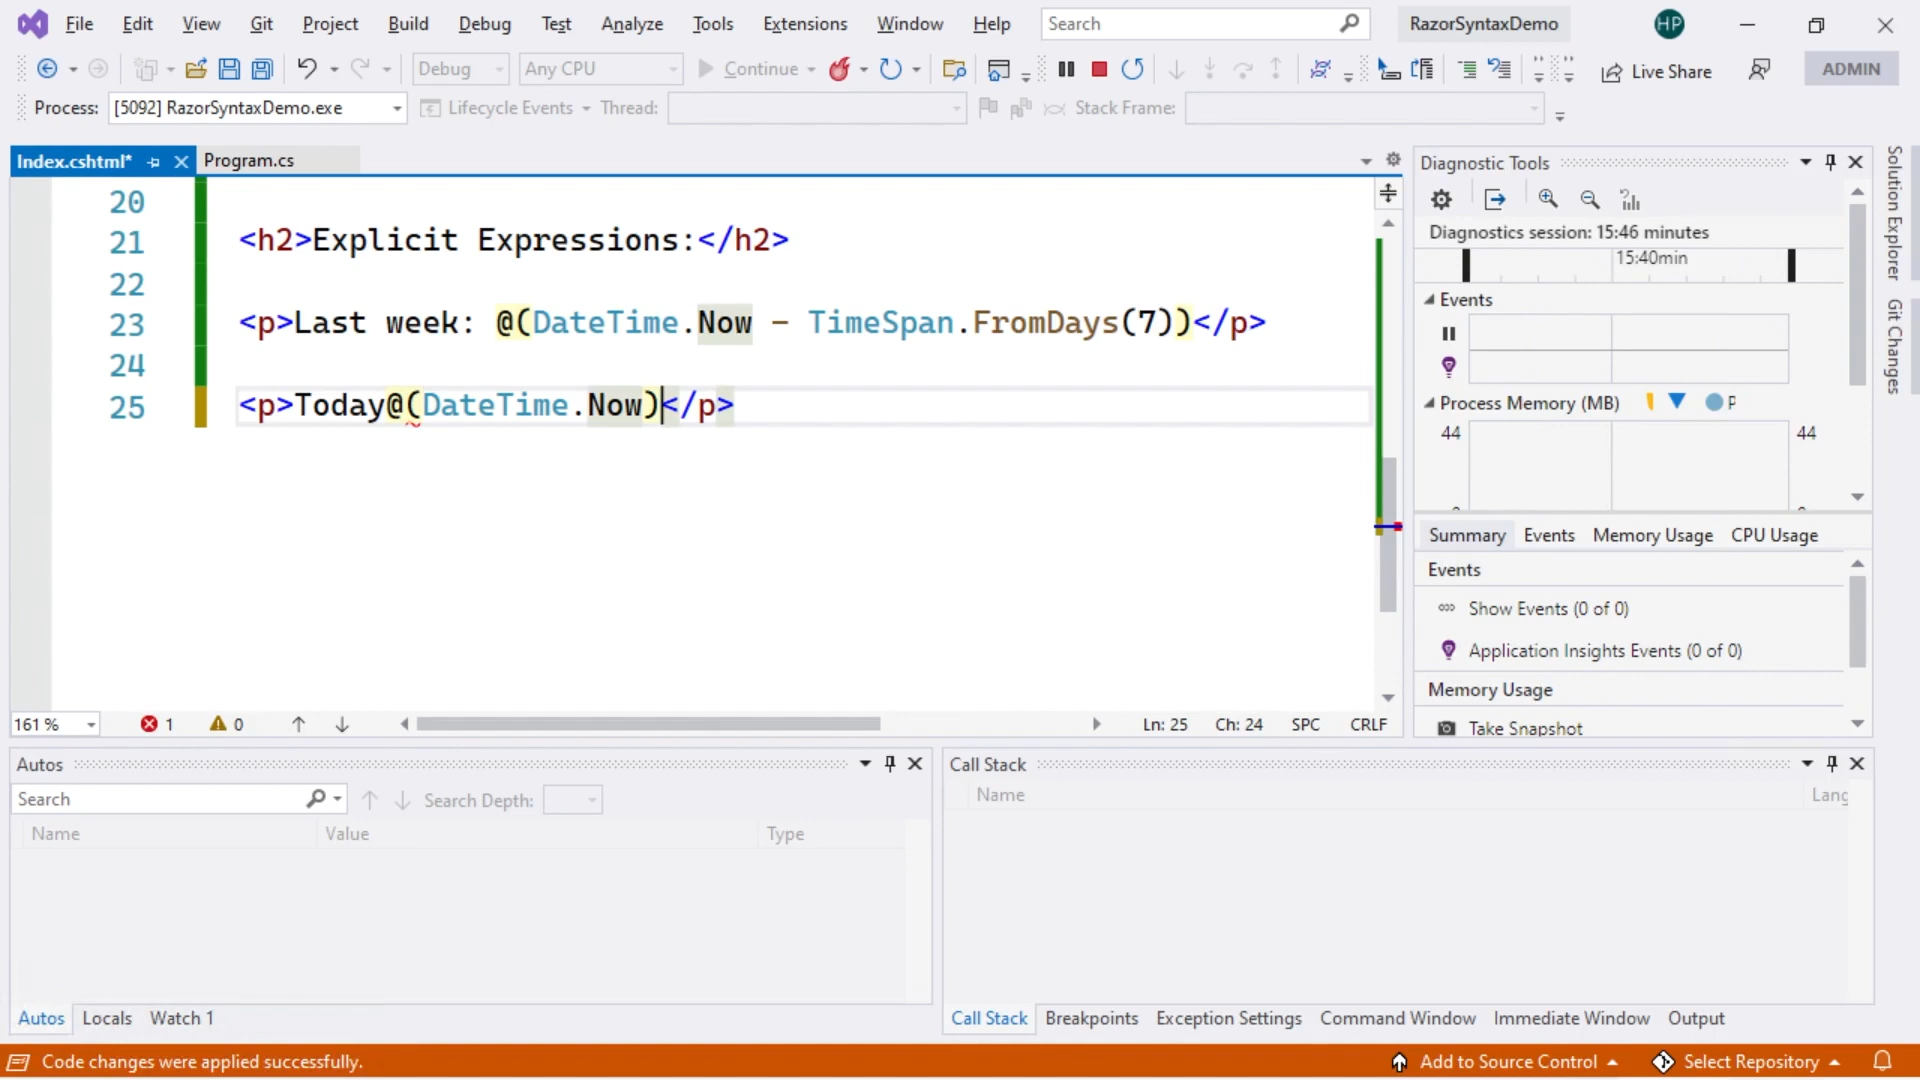 File Edit View Git Project Build Debug Test Analyze Tools Extensions Window Help Search RazorSyntaxDemo HP
Debug Any CPU Continue Live Share ADMIN
Process: [5092] RazorSyntaxDemo.exe Lifecycle Events Thread: Stack Frame:
Index.cshtml* Program.cs
20
21 <h2>Explicit Expressions:</h2>
22
23 <p>Last week: @(DateTime.Now - TimeSpan.FromDays(7))</p>
24
25 <p>Today@(DateTime.Now)</p>
161 % 1 0 Ln: 25 Ch: 24 SPC CRLF
Diagnostic Tools
Diagnostics session: 15:46 minutes
15:40min
Events
Process Memory (MB) P
44 44
Summary Events Memory Usage CPU Usage
Events
Show Events (0 of 0)
Application Insights Events (0 of 0)
Memory Usage
Take Snapshot
Solution Explorer
Git Changes
Autos
Search Search Depth:
Name Value Type
Autos Locals Watch 1
Call Stack
Name Lang
Call Stack Breakpoints Exception Settings Command Window Immediate Window Output
Code changes were applied successfully. Add to Source Control Select Repository